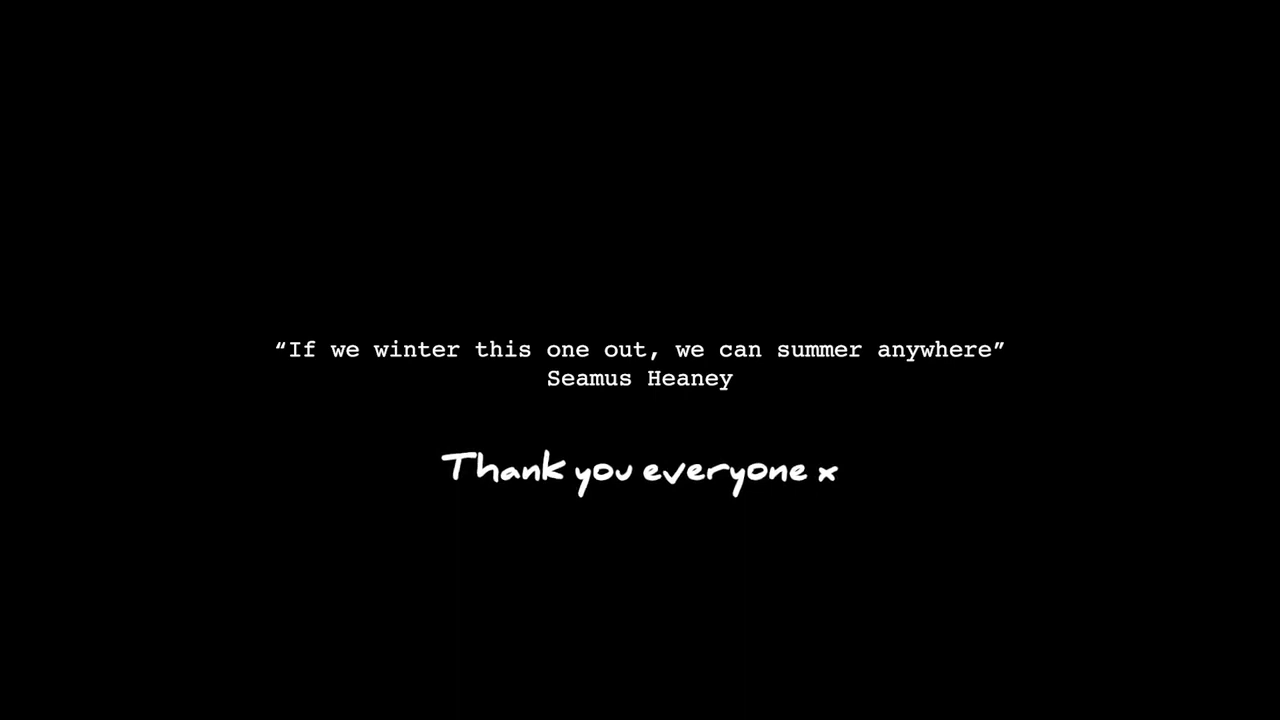 “If we winter this one out, we can summer anywhere”
Seamus Heaney
Thank you everyone x